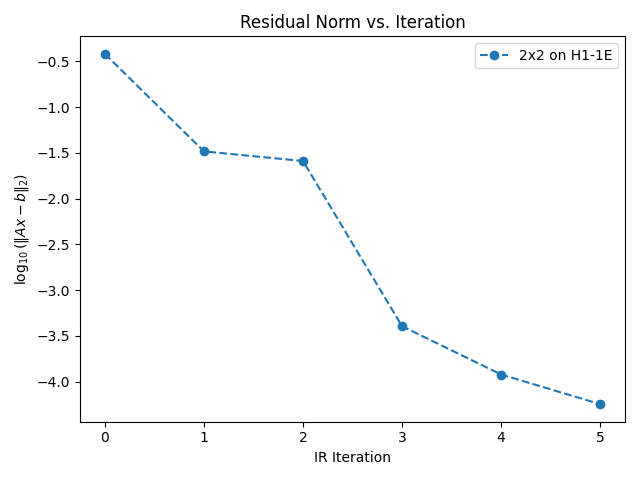 Residual Norm vs. Iteration
2x2 on H1-1E
−0.5
−1.0
−1.5
−2.0
−2.5
−3.0
−3.5
−4.0
log₁₀(‖Ax − b‖₂)
0 1 2 3 4 5
IR Iteration